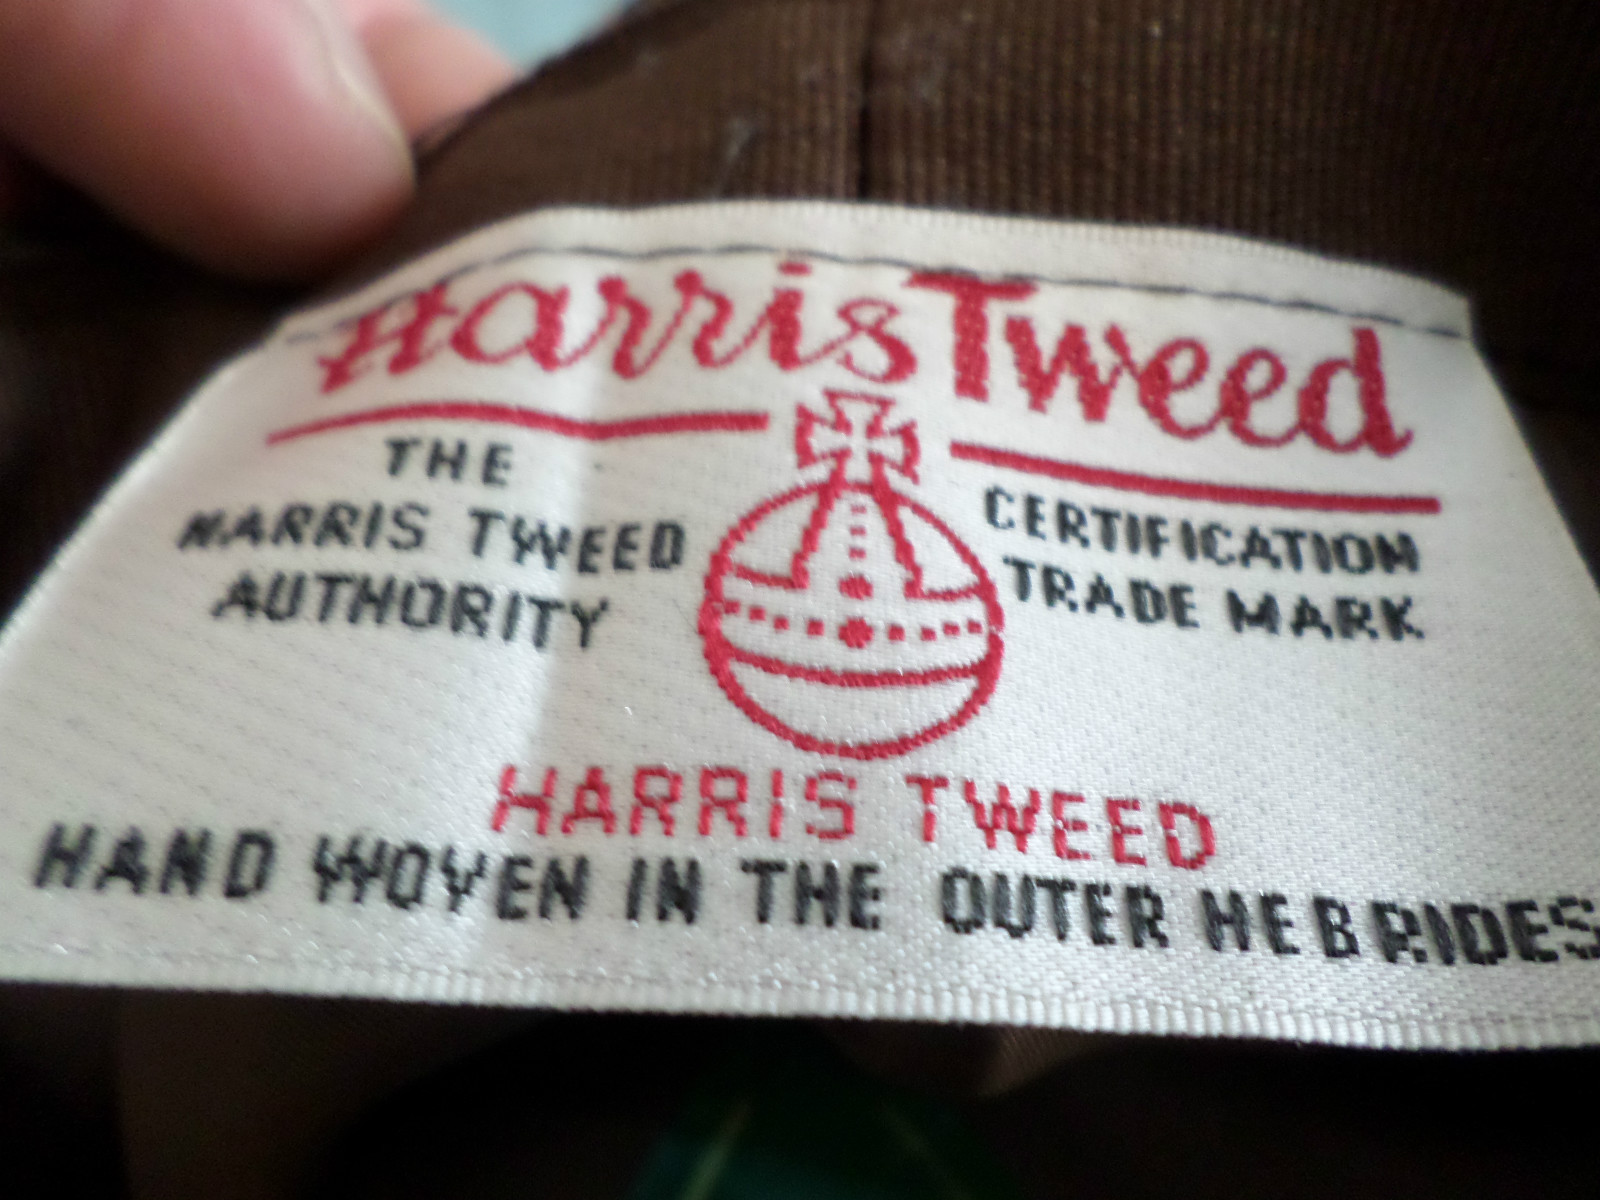 Harris Tweed
THE
HARRIS TWEED
AUTHORITY
CERTIFICATION
TRADE MARK
HARRIS TWEED
HAND WOVEN IN THE OUTER HEBRIDES